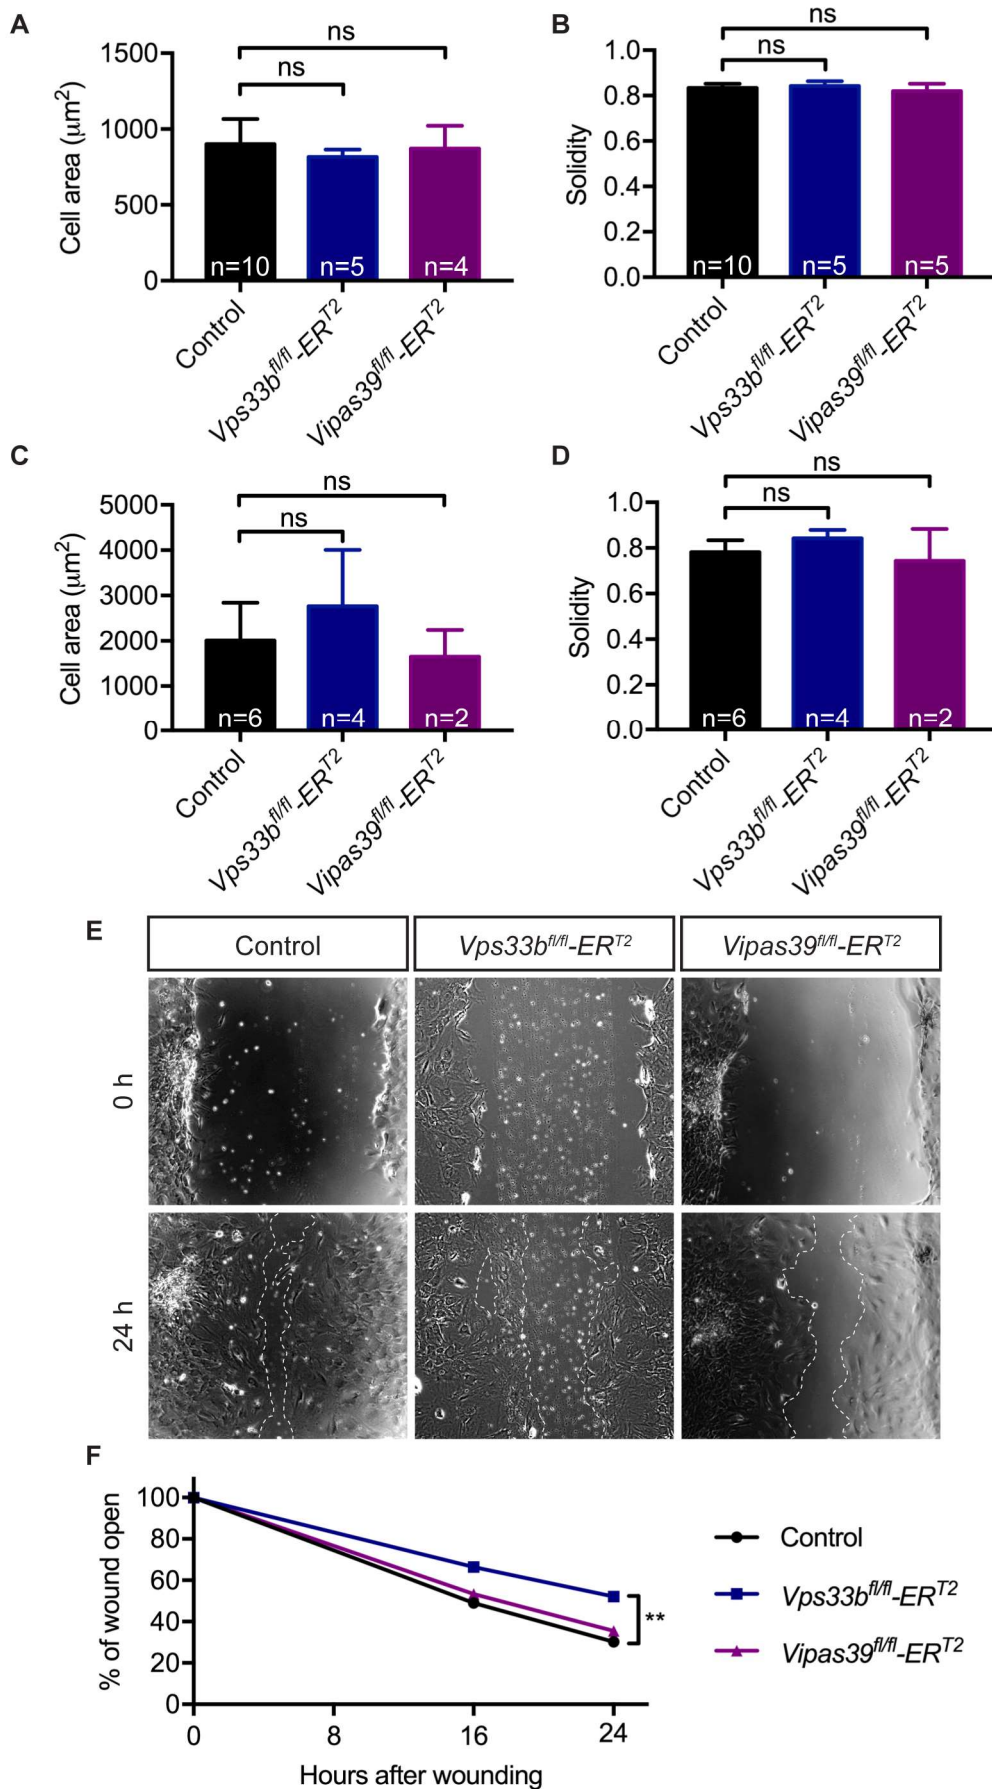 A
ns
ns
Cell area (μm²)
1500
1000
500
0
n=10
n=5
n=4
Control
Vps33bfl/fl-ERT2
Vipas39fl/fl-ERT2
B
ns
ns
Solidity
1.0
0.8
0.6
0.4
0.2
0.0
n=10
n=5
n=5
Control
Vps33bfl/fl-ERT2
Vipas39fl/fl-ERT2
C
ns
ns
Cell area (μm²)
5000
4000
3000
2000
1000
0
n=6
n=4
n=2
Control
Vps33bfl/fl-ERT2
Vipas39fl/fl-ERT2
D
ns
ns
Solidity
1.0
0.8
0.6
0.4
0.2
0.0
n=6
n=4
n=2
Control
Vps33bfl/fl-ERT2
Vipas39fl/fl-ERT2
E
Control
Vps33bfl/fl-ERT2
Vipas39fl/fl-ERT2
0 h
24 h
F
% of wound open
100
80
60
40
20
0
0
8
16
24
Hours after wounding
**
Control
Vps33bfl/fl-ERT2
Vipas39fl/fl-ERT2